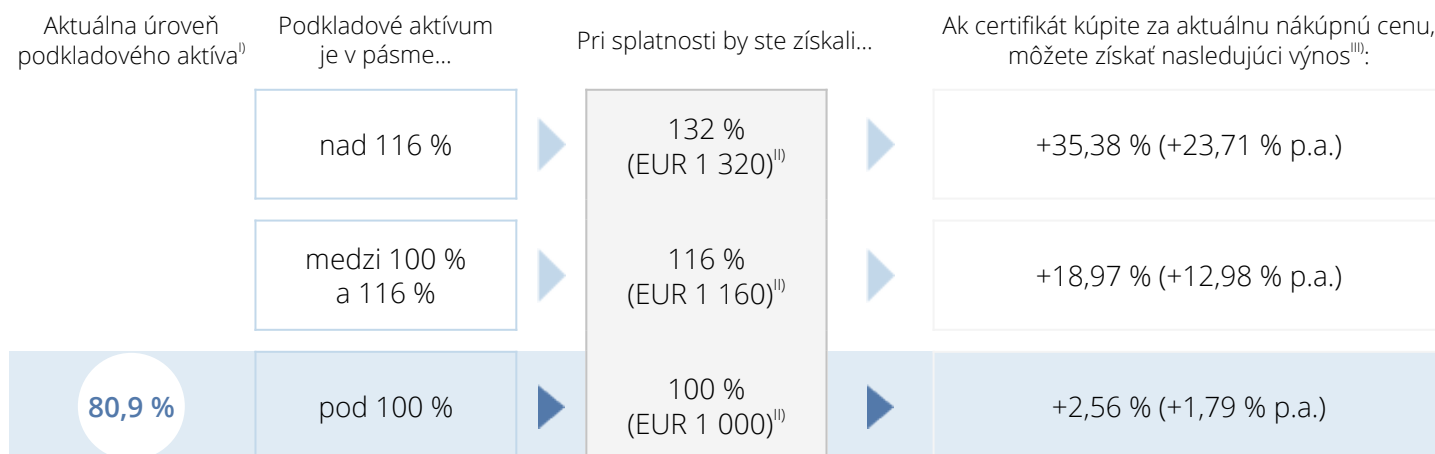 Aktuálna úroveň
podkladového aktíva I)
Podkladové aktívum
je v pásme...
Pri splatnosti by ste získali...
Ak certifikát kúpite za aktuálnu nákúpnú cenu,
môžete získať nasledujúci výnos III):
nad 116 %
132 %
(EUR 1 320) II)
+35,38 % (+23,71 % p.a.)
medzi 100 %
a 116 %
116 %
(EUR 1 160) II)
+18,97 % (+12,98 % p.a.)
80,9 %
pod 100 %
100 %
(EUR 1 000) II)
+2,56 % (+1,79 % p.a.)